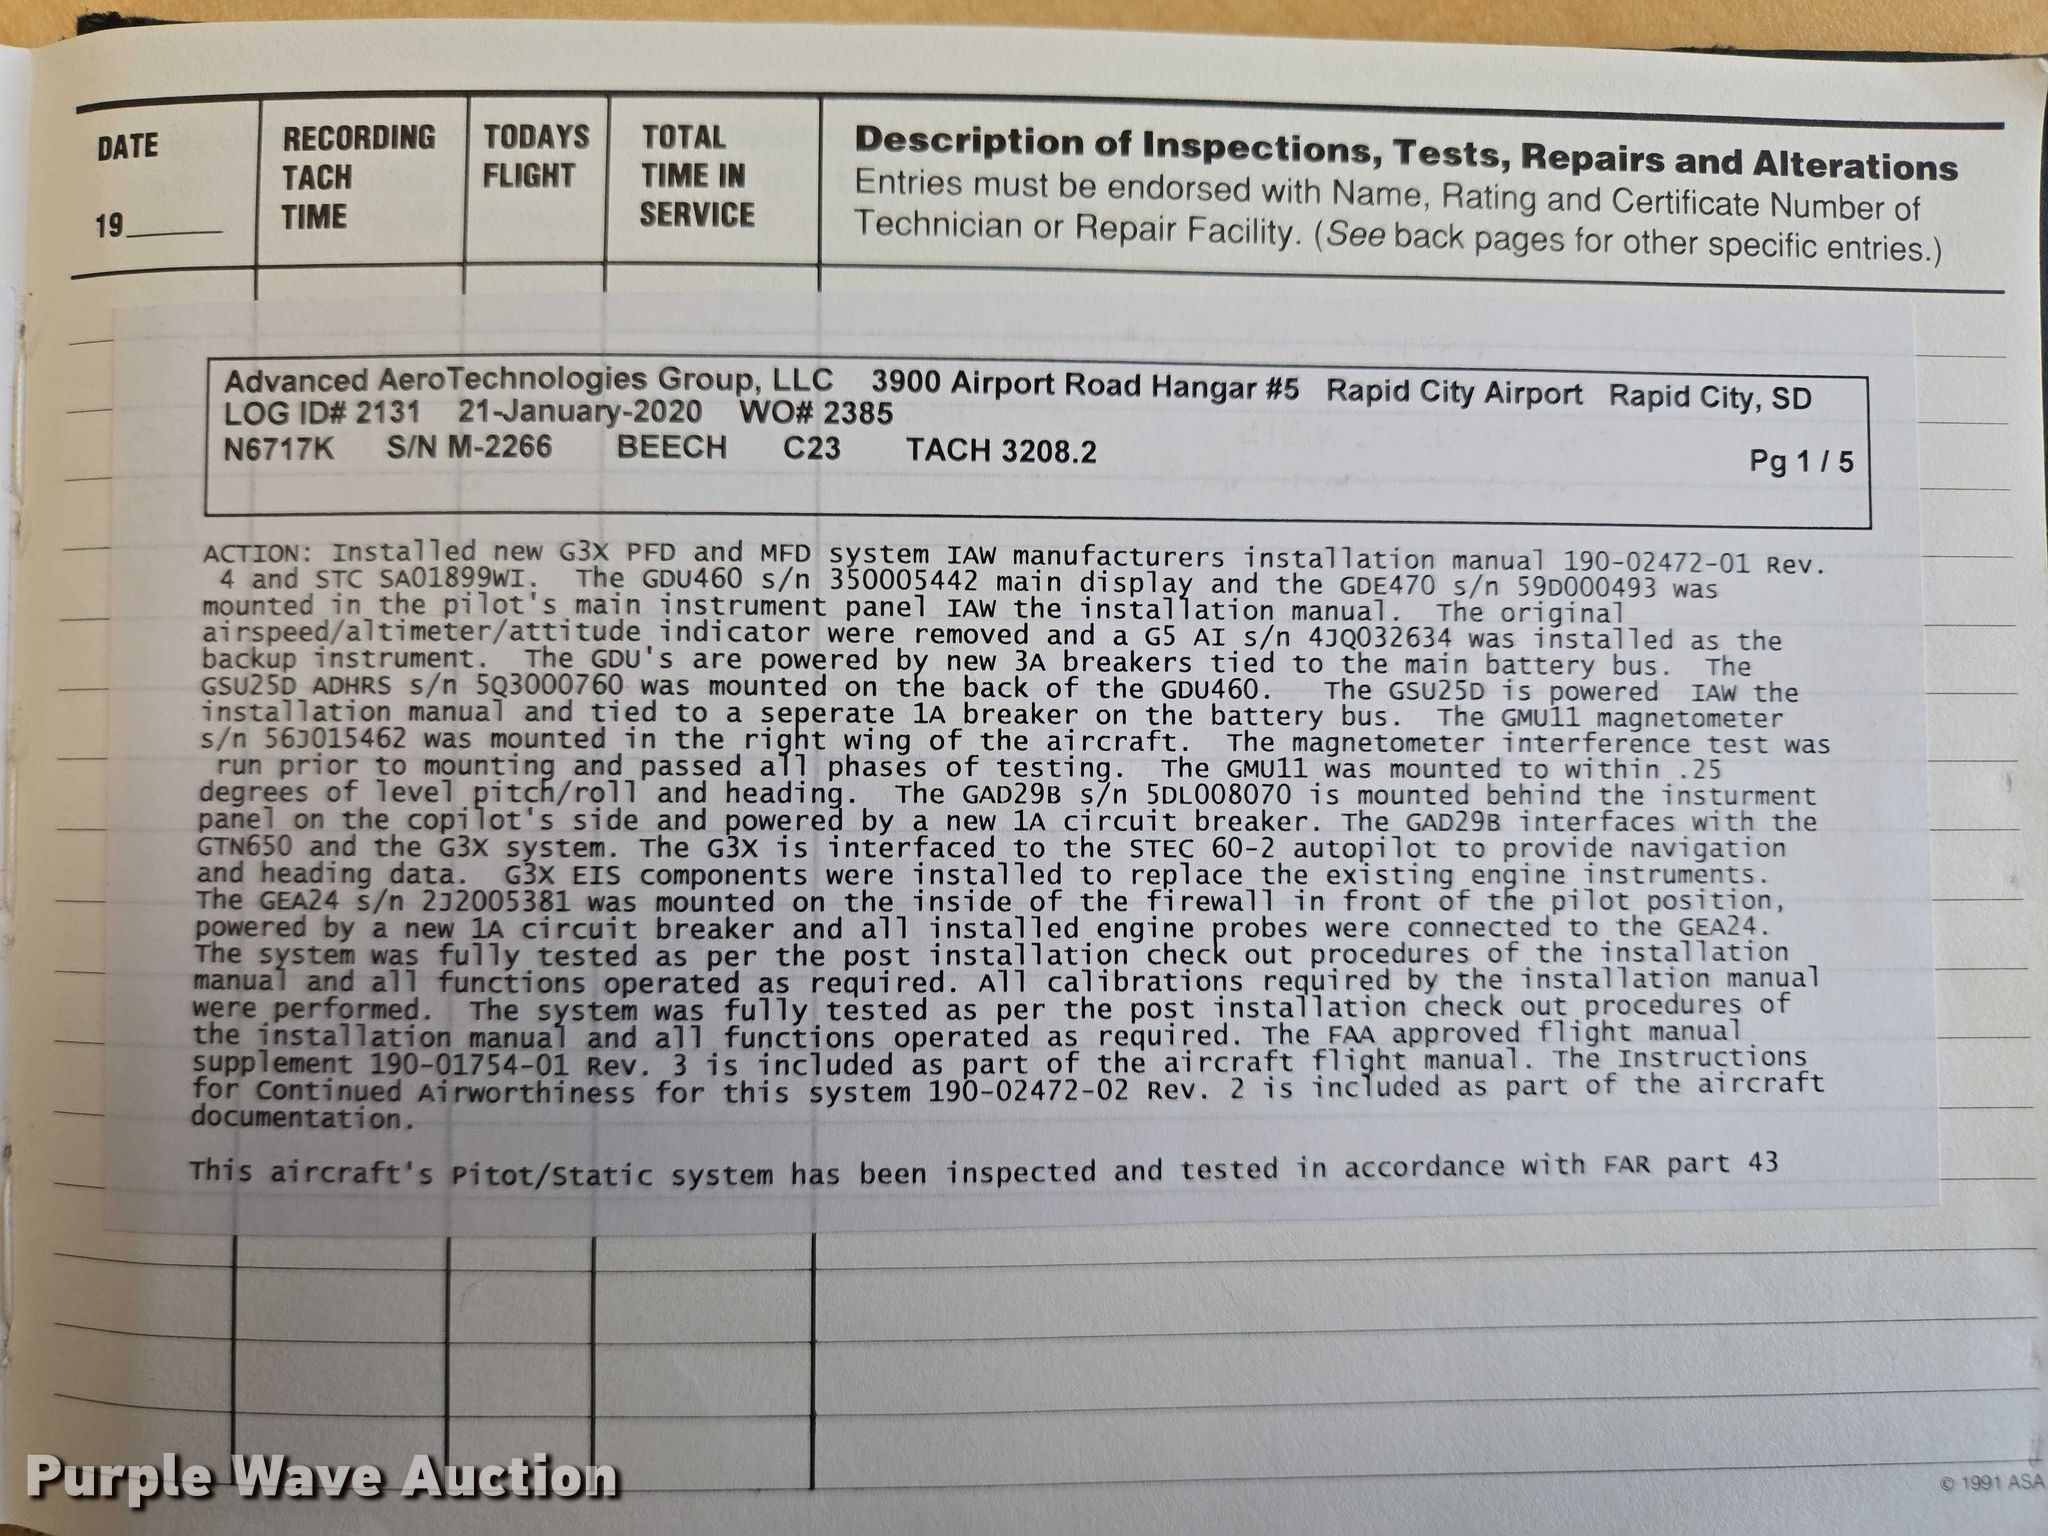 DATE
19
RECORDING
TACH
TIME
TODAYS
FLIGHT
TOTAL
TIME IN
SERVICE
Description of Inspections, Tests, Repairs and Alterations
Entries must be endorsed with Name, Rating and Certificate Number of
Technician or Repair Facility. (See back pages for other specific entries.)
Advanced AeroTechnologies Group, LLC 3900 Airport Road Hangar #5 Rapid City Airport Rapid City, SD
LOG ID# 2131 21-January-2020 WO# 2385
N6717K S/N M-2266 BEECH C23 TACH 3208.2 Pg 1 / 5
ACTION: Installed new G3X PFD and MFD system IAW manufacturers installation manual 190-02472-01 Rev.
4 and STC SA01899WI. The GDU460 s/n 350005442 main display and the GDE470 s/n 59D000493 was
mounted in the pilot's main instrument panel IAW the installation manual. The original
airspeed/altimeter/attitude indicator were removed and a G5 AI s/n 4JQ032634 was installed as the
backup instrument. The GDU's are powered by new 3A breakers tied to the main battery bus. The
GSU25D ADHRS s/n 5Q3000760 was mounted on the back of the GDU460. The GSU25D is powered IAW the
installation manual and tied to a seperate 1A breaker on the battery bus. The GMU11 magnetometer
s/n 56J015462 was mounted in the right wing of the aircraft. The magnetometer interference test was
run prior to mounting and passed all phases of testing. The GMU11 was mounted to within .25
degrees of level pitch/roll and heading. The GAD29B s/n 5DL008070 is mounted behind the insturment
panel on the copilot's side and powered by a new 1A circuit breaker. The GAD29B interfaces with the
GTN650 and the G3X system. The G3X is interfaced to the STEC 60-2 autopilot to provide navigation
and heading data. G3X EIS components were installed to replace the existing engine instruments.
The GEA24 s/n 2J2005381 was mounted on the inside of the firewall in front of the pilot position,
powered by a new 1A circuit breaker and all installed engine probes were connected to the GEA24.
The system was fully tested as per the post installation check out procedures of the installation
manual and all functions operated as required. All calibrations required by the installation manual
were performed. The system was fully tested as per the post installation check out procedures of
the installation manual and all functions operated as required. The FAA approved flight manual
supplement 190-01754-01 Rev. 3 is included as part of the aircraft flight manual. The Instructions
for Continued Airworthiness for this system 190-02472-02 Rev. 2 is included as part of the aircraft
documentation.
This aircraft's Pitot/Static system has been inspected and tested in accordance with FAR part 43
Purple Wave Auction
© 1991 ASA